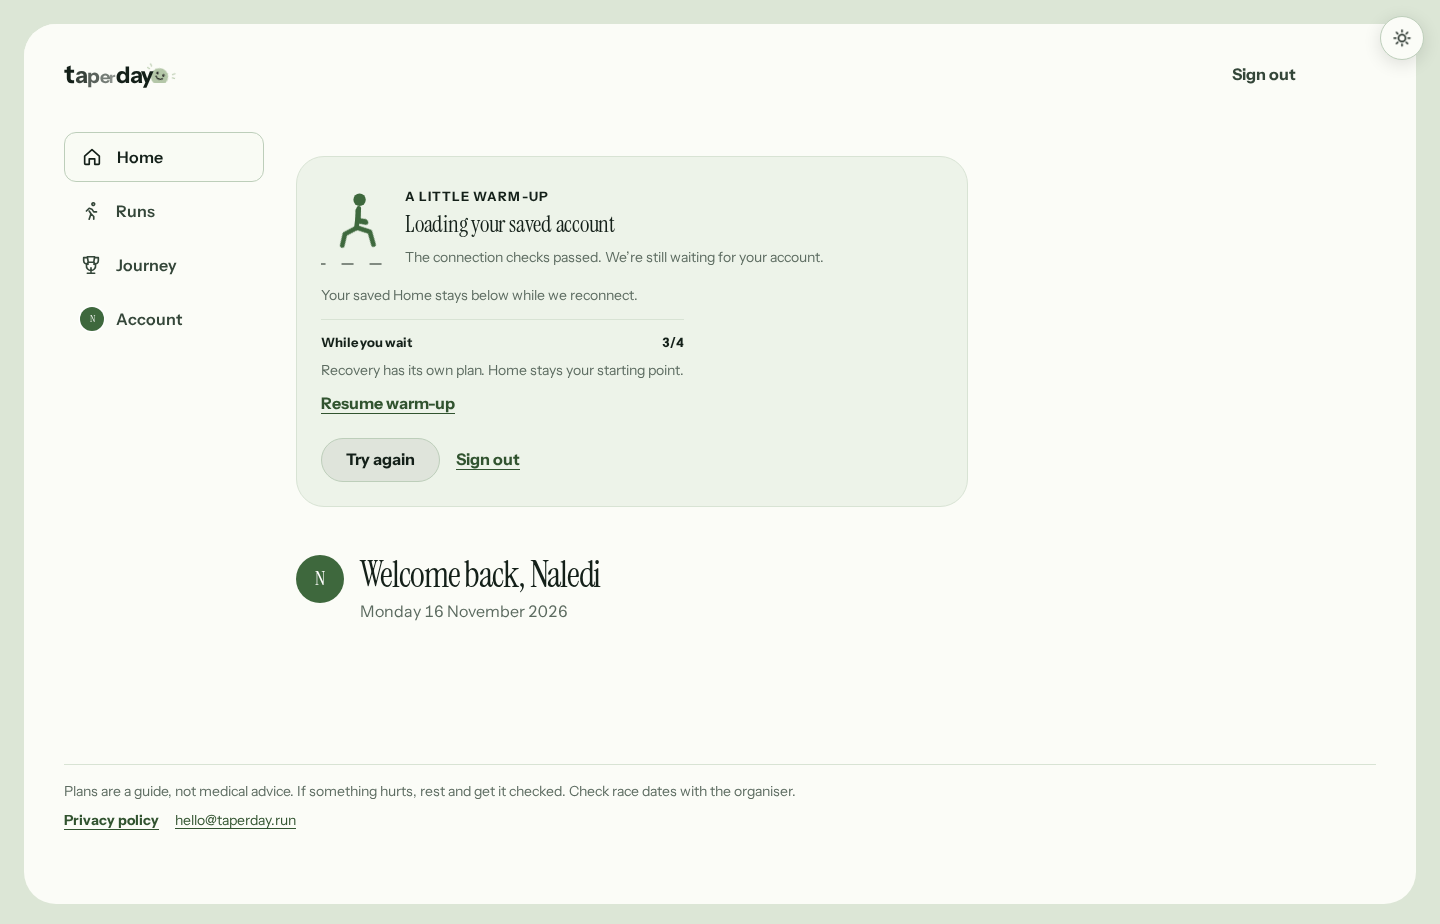 taperday
Sign out
Home
Runs
Journey
N
Account
A LITTLE WARM-UP
Loading your saved account
The connection checks passed. We’re still waiting for your account.
Your saved Home stays below while we reconnect.
While you wait
3/4
Recovery has its own plan. Home stays your starting point.
Resume warm-up
Try again
Sign out
N
Welcome back, Naledi
Monday 16 November 2026
Plans are a guide, not medical advice. If something hurts, rest and get it checked. Check race dates with the organiser.
Privacy policy
hello@taperday.run